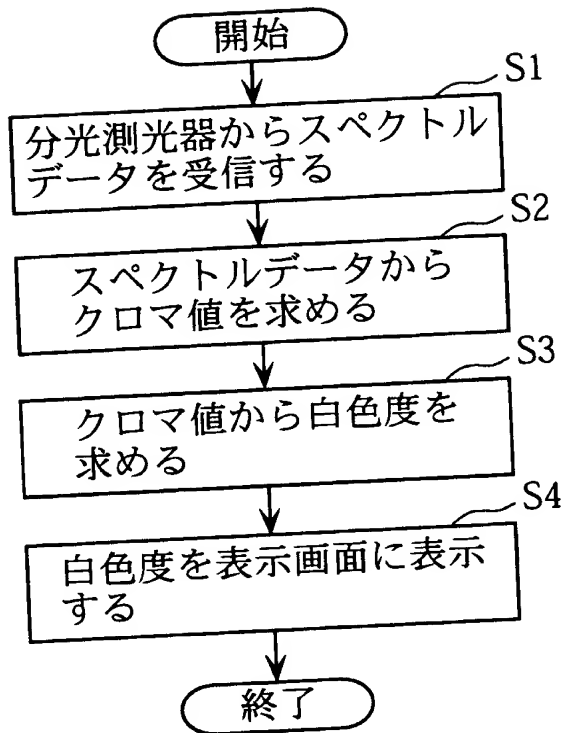 開始
S1
分光測光器からスペクトル
データを受信する
S2
スペクトルデータから
クロマ値を求める
S3
クロマ値から白色度を
求める
S4
白色度を表示画面に表示
する
終了